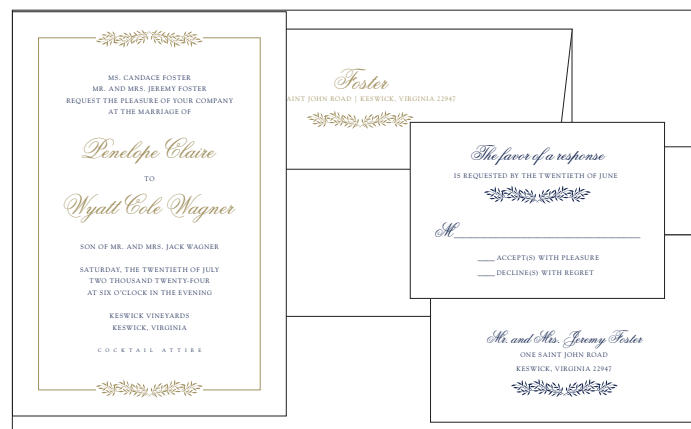 MS. CANDACE FOSTER
MR. AND MRS. JEREMY FOSTER
REQUEST THE PLEASURE OF YOUR COMPANY
AT THE MARRIAGE OF
Penelope Claire
TO
Wyatt Cole Wagner
SON OF MR. AND MRS. JACK WAGNER
SATURDAY, THE TWENTIETH OF JULY
TWO THOUSAND TWENTY-FOUR
AT SIX O'CLOCK IN THE EVENING
KESWICK VINEYARDS
KESWICK, VIRGINIA
COCKTAIL ATTIRE
Foster
SAINT JOHN ROAD | KESWICK, VIRGINIA 22947
The favor of a response
IS REQUESTED BY THE TWENTIETH OF JUNE
M
ACCEPT(S) WITH PLEASURE
DECLINE(S) WITH REGRET
Mr. and Mrs. Jeremy Foster
ONE SAINT JOHN ROAD
KESWICK, VIRGINIA 22947